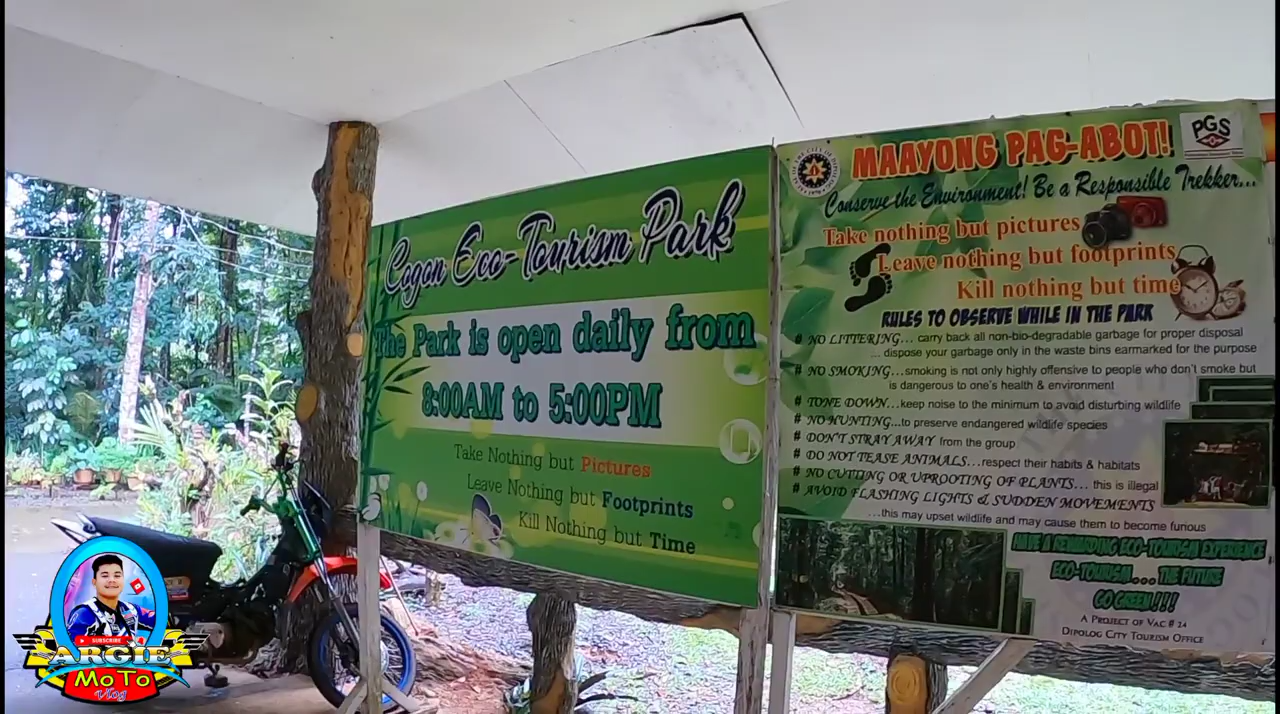 Cogon Eco-Tourism Park
The Park is open daily from
8:00AM to 5:00PM
Take Nothing but Pictures
Leave Nothing but Footprints
Kill Nothing but Time
MAAYONG PAG-ABOT!
PGS
Conserve the Environment! Be a Responsible Trekker...
Take nothing but pictures
Leave nothing but footprints
Kill nothing but time
RULES TO OBSERVE WHILE IN THE PARK
# NO LITTERING... carry back all non-bio-degradable garbage for proper disposal
... dispose your garbage only in the waste bins earmarked for the purpose
# NO SMOKING...smoking is not only highly offensive to people who don't smoke but
is dangerous to one's health & environment
# TONE DOWN...keep noise to the minimum to avoid disturbing wildlife
# NO HUNTING...to preserve endangered wildlife species
# DON'T STRAY AWAY from the group
# DO NOT TEASE ANIMALS...respect their habits & habitats
# NO CUTTING OR UPROOTING OF PLANTS... this is illegal
# AVOID FLASHING LIGHTS & SUDDEN MOVEMENTS
...this may upset wildlife and may cause them to become furious
HAVE A REWARDING ECO-TOURISM EXPERIENCE
ECO-TOURISM... THE FUTURE
GO GREEN!!!
A Project of Vac # 24
Dipolog City Tourism Office
SUBSCRIBE
ARGIE
MoTo
Vlog